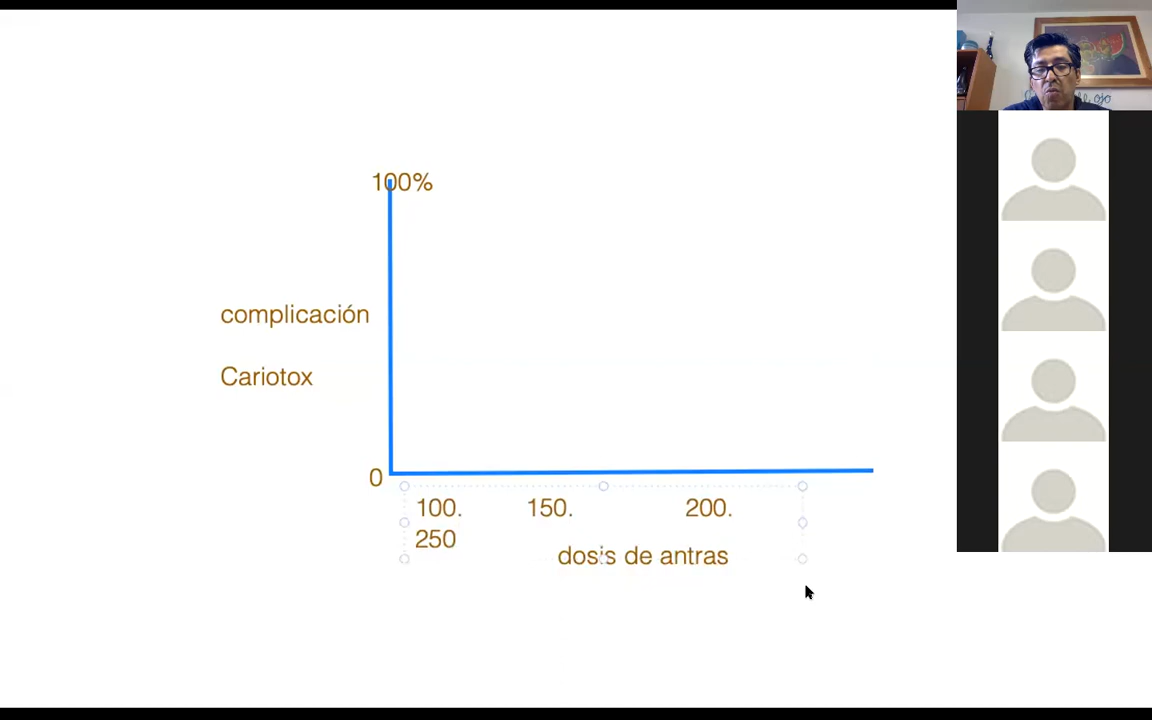 100%
complicación
Cariotox
0
100. 150. 200.
250
dosis de antras